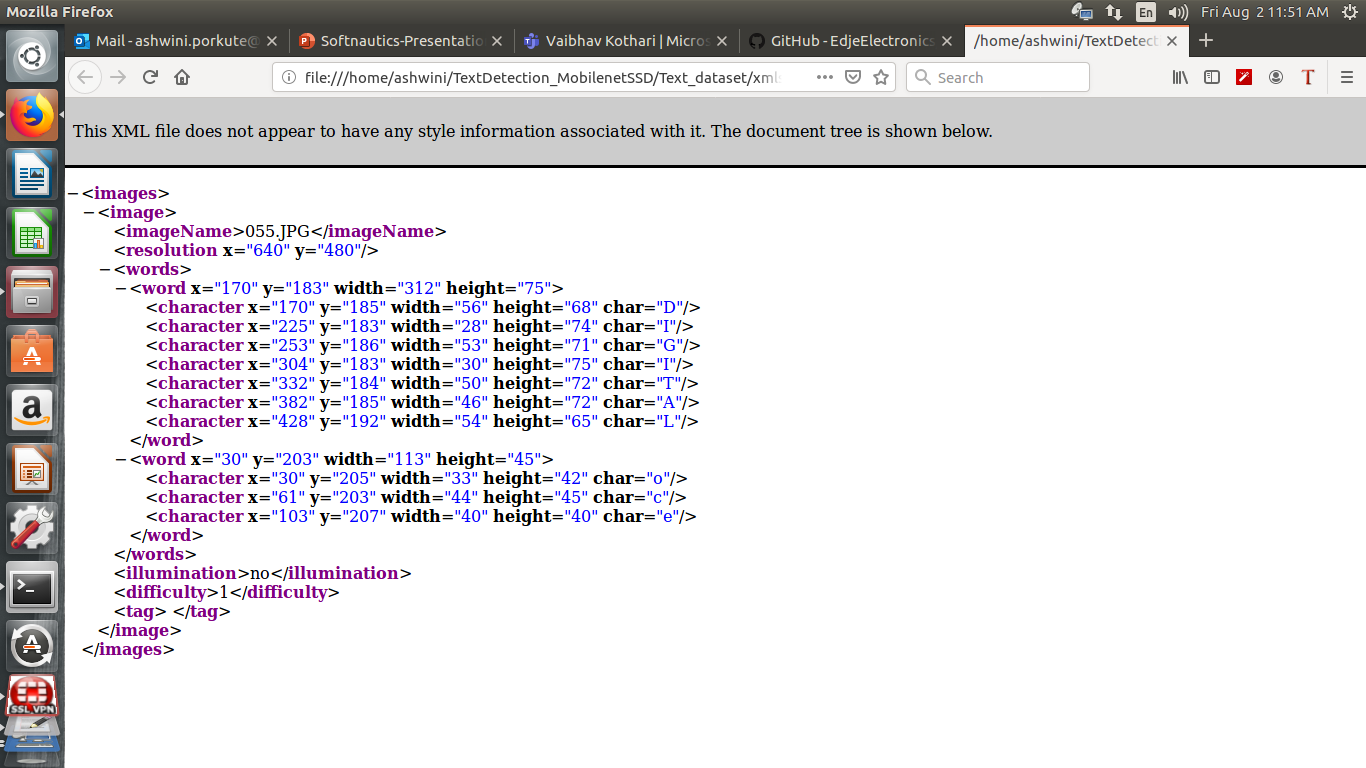 Mozilla Firefox
En
Fri Aug 2 11:51 AM
Mail - ashwini.porkute@
Softnautics-Presentatio
Vaibhav Kothari | Micros
GitHub - EdjeElectronics
/home/ashwini/TextDetect
file:///home/ashwini/TextDetection_MobilenetSSD/Text_dataset/xml
Search
This XML file does not appear to have any style information associated with it. The document tree is shown below.
−<images>
−<image>
<imageName>055.JPG</imageName>
<resolution x="640" y="480"/>
−<words>
−<word x="170" y="183" width="312" height="75">
<character x="170" y="185" width="56" height="68" char="D"/>
<character x="225" y="183" width="28" height="74" char="I"/>
<character x="253" y="186" width="53" height="71" char="G"/>
<character x="304" y="183" width="30" height="75" char="I"/>
<character x="332" y="184" width="50" height="72" char="T"/>
<character x="382" y="185" width="46" height="72" char="A"/>
<character x="428" y="192" width="54" height="65" char="L"/>
</word>
−<word x="30" y="203" width="113" height="45">
<character x="30" y="205" width="33" height="42" char="o"/>
<character x="61" y="203" width="44" height="45" char="c"/>
<character x="103" y="207" width="40" height="40" char="e"/>
</word>
</words>
<illumination>no</illumination>
<difficulty>1</difficulty>
<tag> </tag>
</image>
</images>
SSL VPN